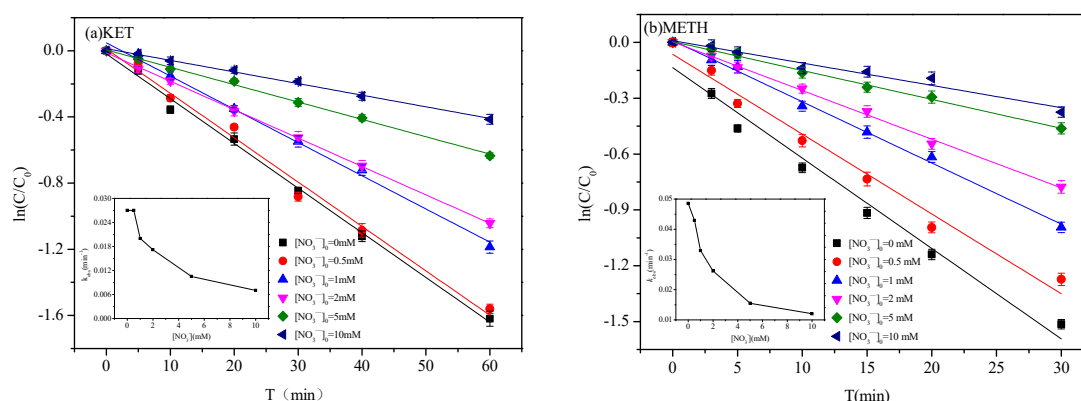 (a)KET
0.0
-0.4
-0.8
-1.2
-1.6
ln(C/C₀)
0 10 20 30 40 50 60
T （min）
0.030
0.024
0.018
0.012
0.006
0.000
0 2 4 6 8 10
[NO₃⁻](mM)
[NO₃⁻]₀=0mM
[NO₃⁻]₀=0.5mM
[NO₃⁻]₀=1mM
[NO₃⁻]₀=2mM
[NO₃⁻]₀=5mM
[NO₃⁻]₀=10mM
(b)METH
0.0
-0.3
-0.6
-0.9
-1.2
-1.5
ln(C/C₀)
0 5 10 15 20 25 30
T(min)
0.05
0.04
0.03
0.02
0.01
0 2 4 6 8 10
[NO₃⁻](mM)
[NO₃⁻]₀=0 mM
[NO₃⁻]₀=0.5 mM
[NO₃⁻]₀=1 mM
[NO₃⁻]₀=2 mM
[NO₃⁻]₀=5 mM
[NO₃⁻]₀=10 mM